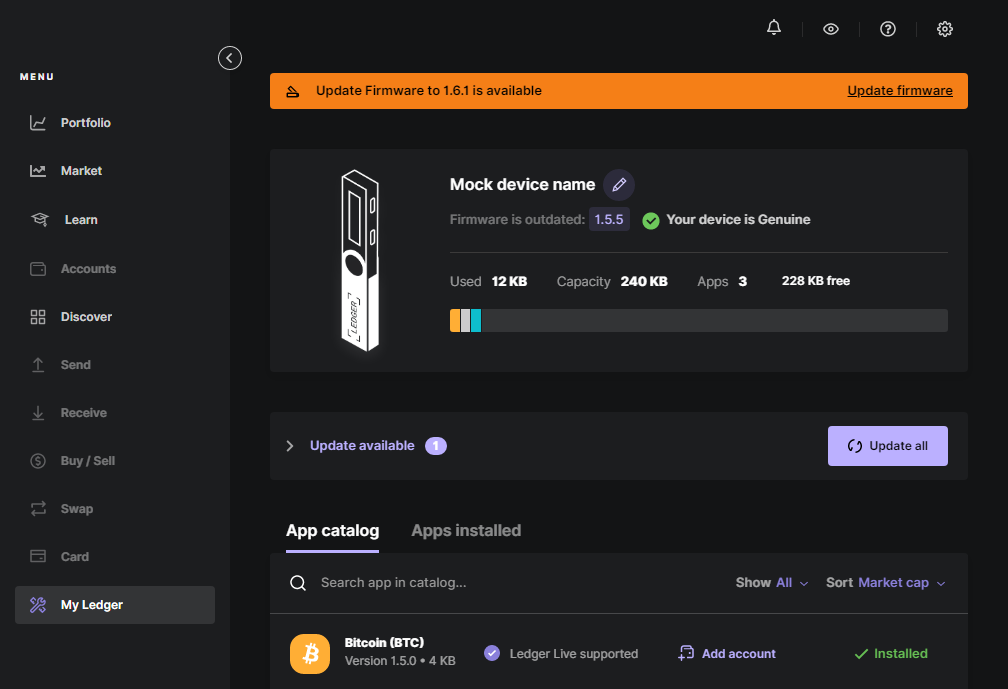 MENU
Portfolio
Market
Learn
Accounts
Discover
Send
Receive
Buy / Sell
Swap
Card
My Ledger
Update Firmware to 1.6.1 is available Update firmware
LEDGER
Mock device name
Firmware is outdated: 1.5.5 Your device is Genuine
Used 12 KB Capacity 240 KB Apps 3 228 KB free
Update available 1 Update all
App catalog Apps installed
Search app in catalog... Show All Sort Market cap
Bitcoin (BTC)
Version 1.5.0 • 4 KB Ledger Live supported Add account Installed